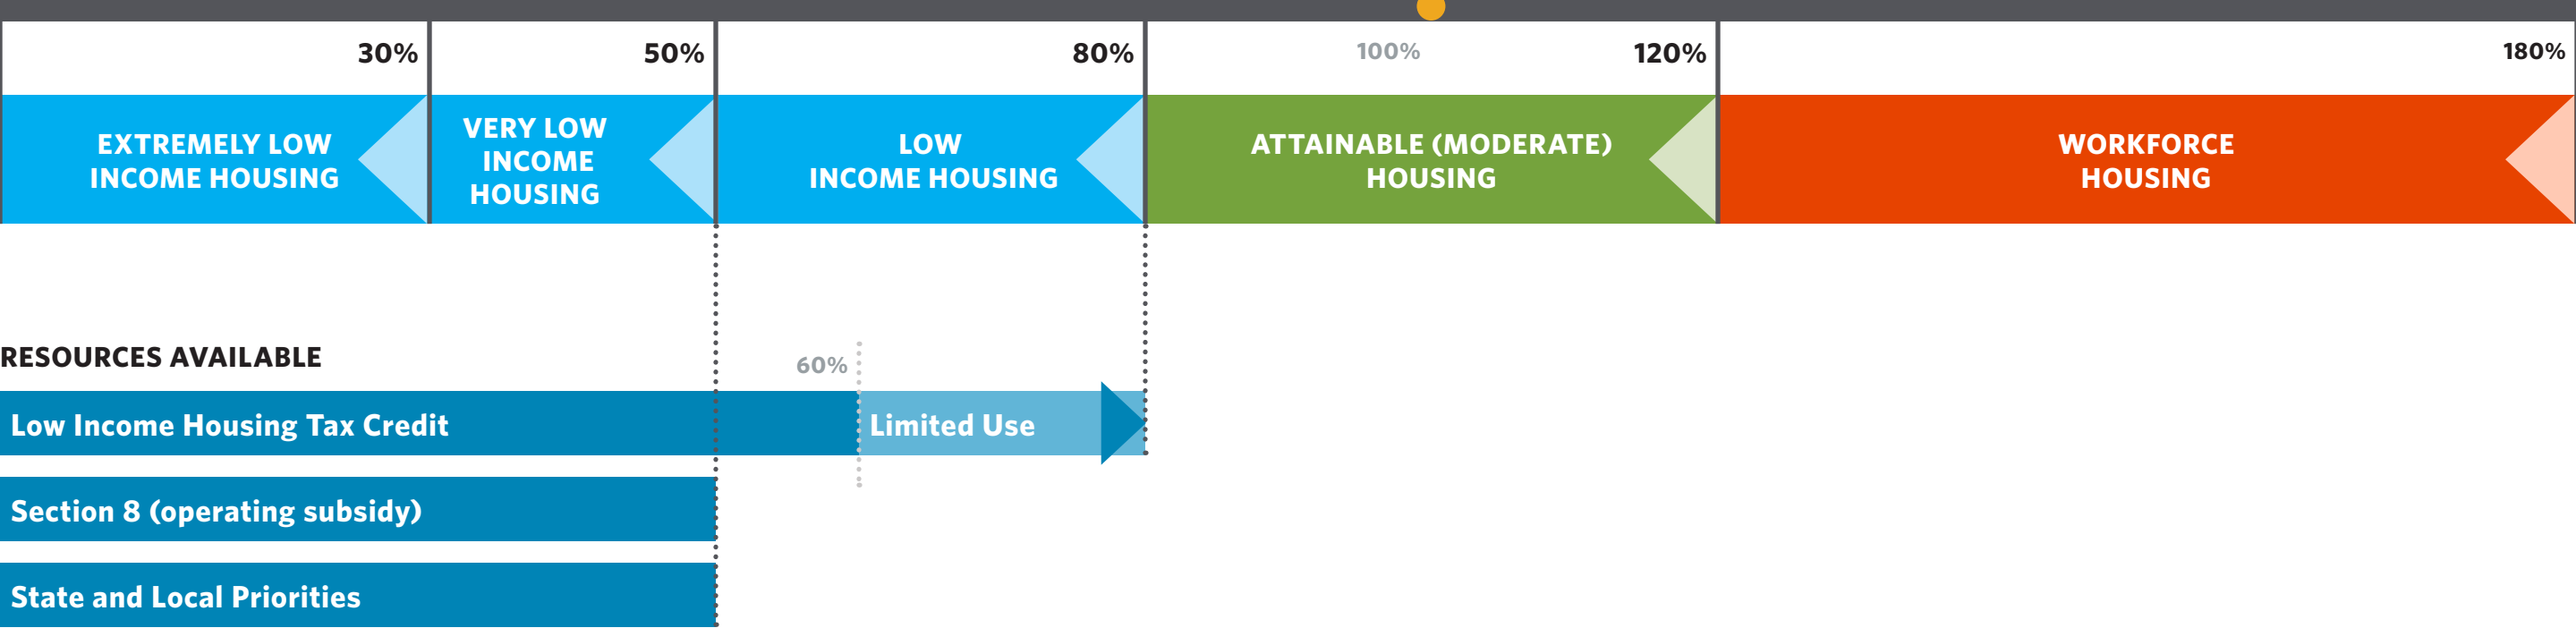 30%
50%
80%
100%
120%
180%
EXTREMELY LOW
INCOME HOUSING
VERY LOW
INCOME
HOUSING
LOW
INCOME HOUSING
ATTAINABLE (MODERATE)
HOUSING
WORKFORCE
HOUSING
RESOURCES AVAILABLE
60%
Low Income Housing Tax Credit
Limited Use
Section 8 (operating subsidy)
State and Local Priorities